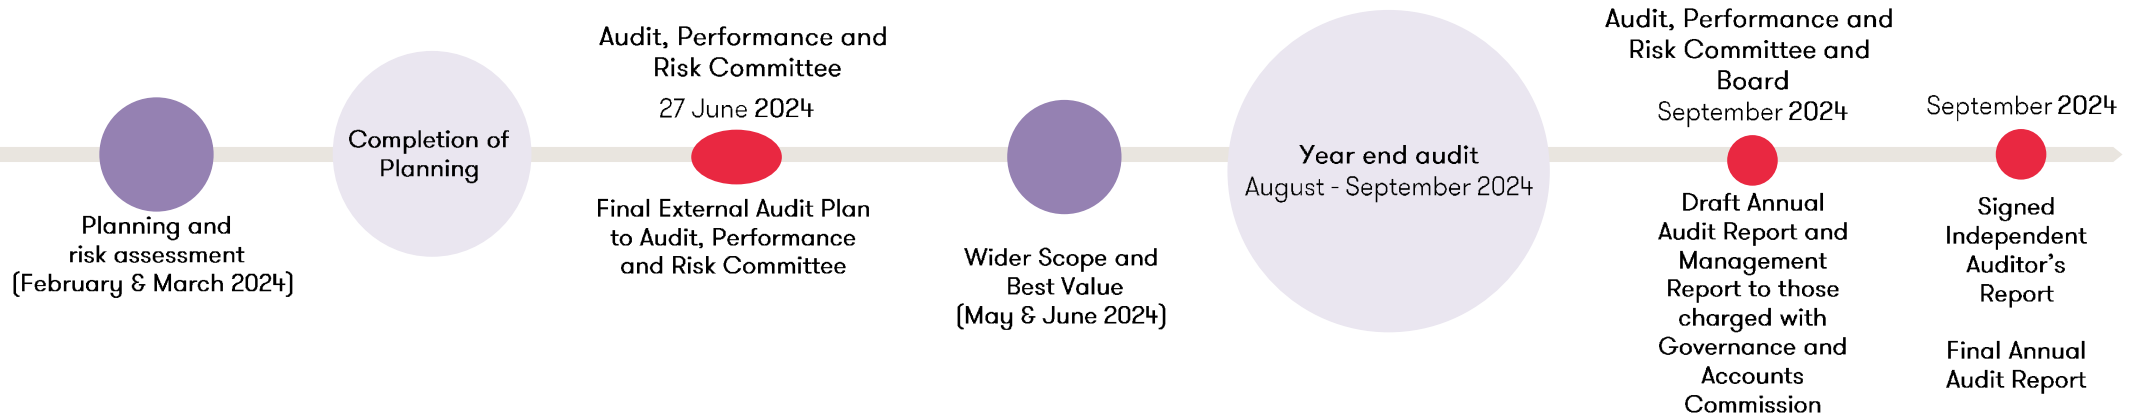 Planning and
risk assessment
(February & March 2024)
Completion of
Planning
Audit, Performance and
Risk Committee
27 June 2024
Final External Audit Plan
to Audit, Performance
and Risk Committee
Wider Scope and
Best Value
(May & June 2024)
Year end audit
August - September 2024
Audit, Performance and
Risk Committee and
Board
September 2024
Draft Annual
Audit Report and
Management
Report to those
charged with
Governance and
Accounts
Commission
September 2024
Signed
Independent
Auditor's
Report
Final Annual
Audit Report